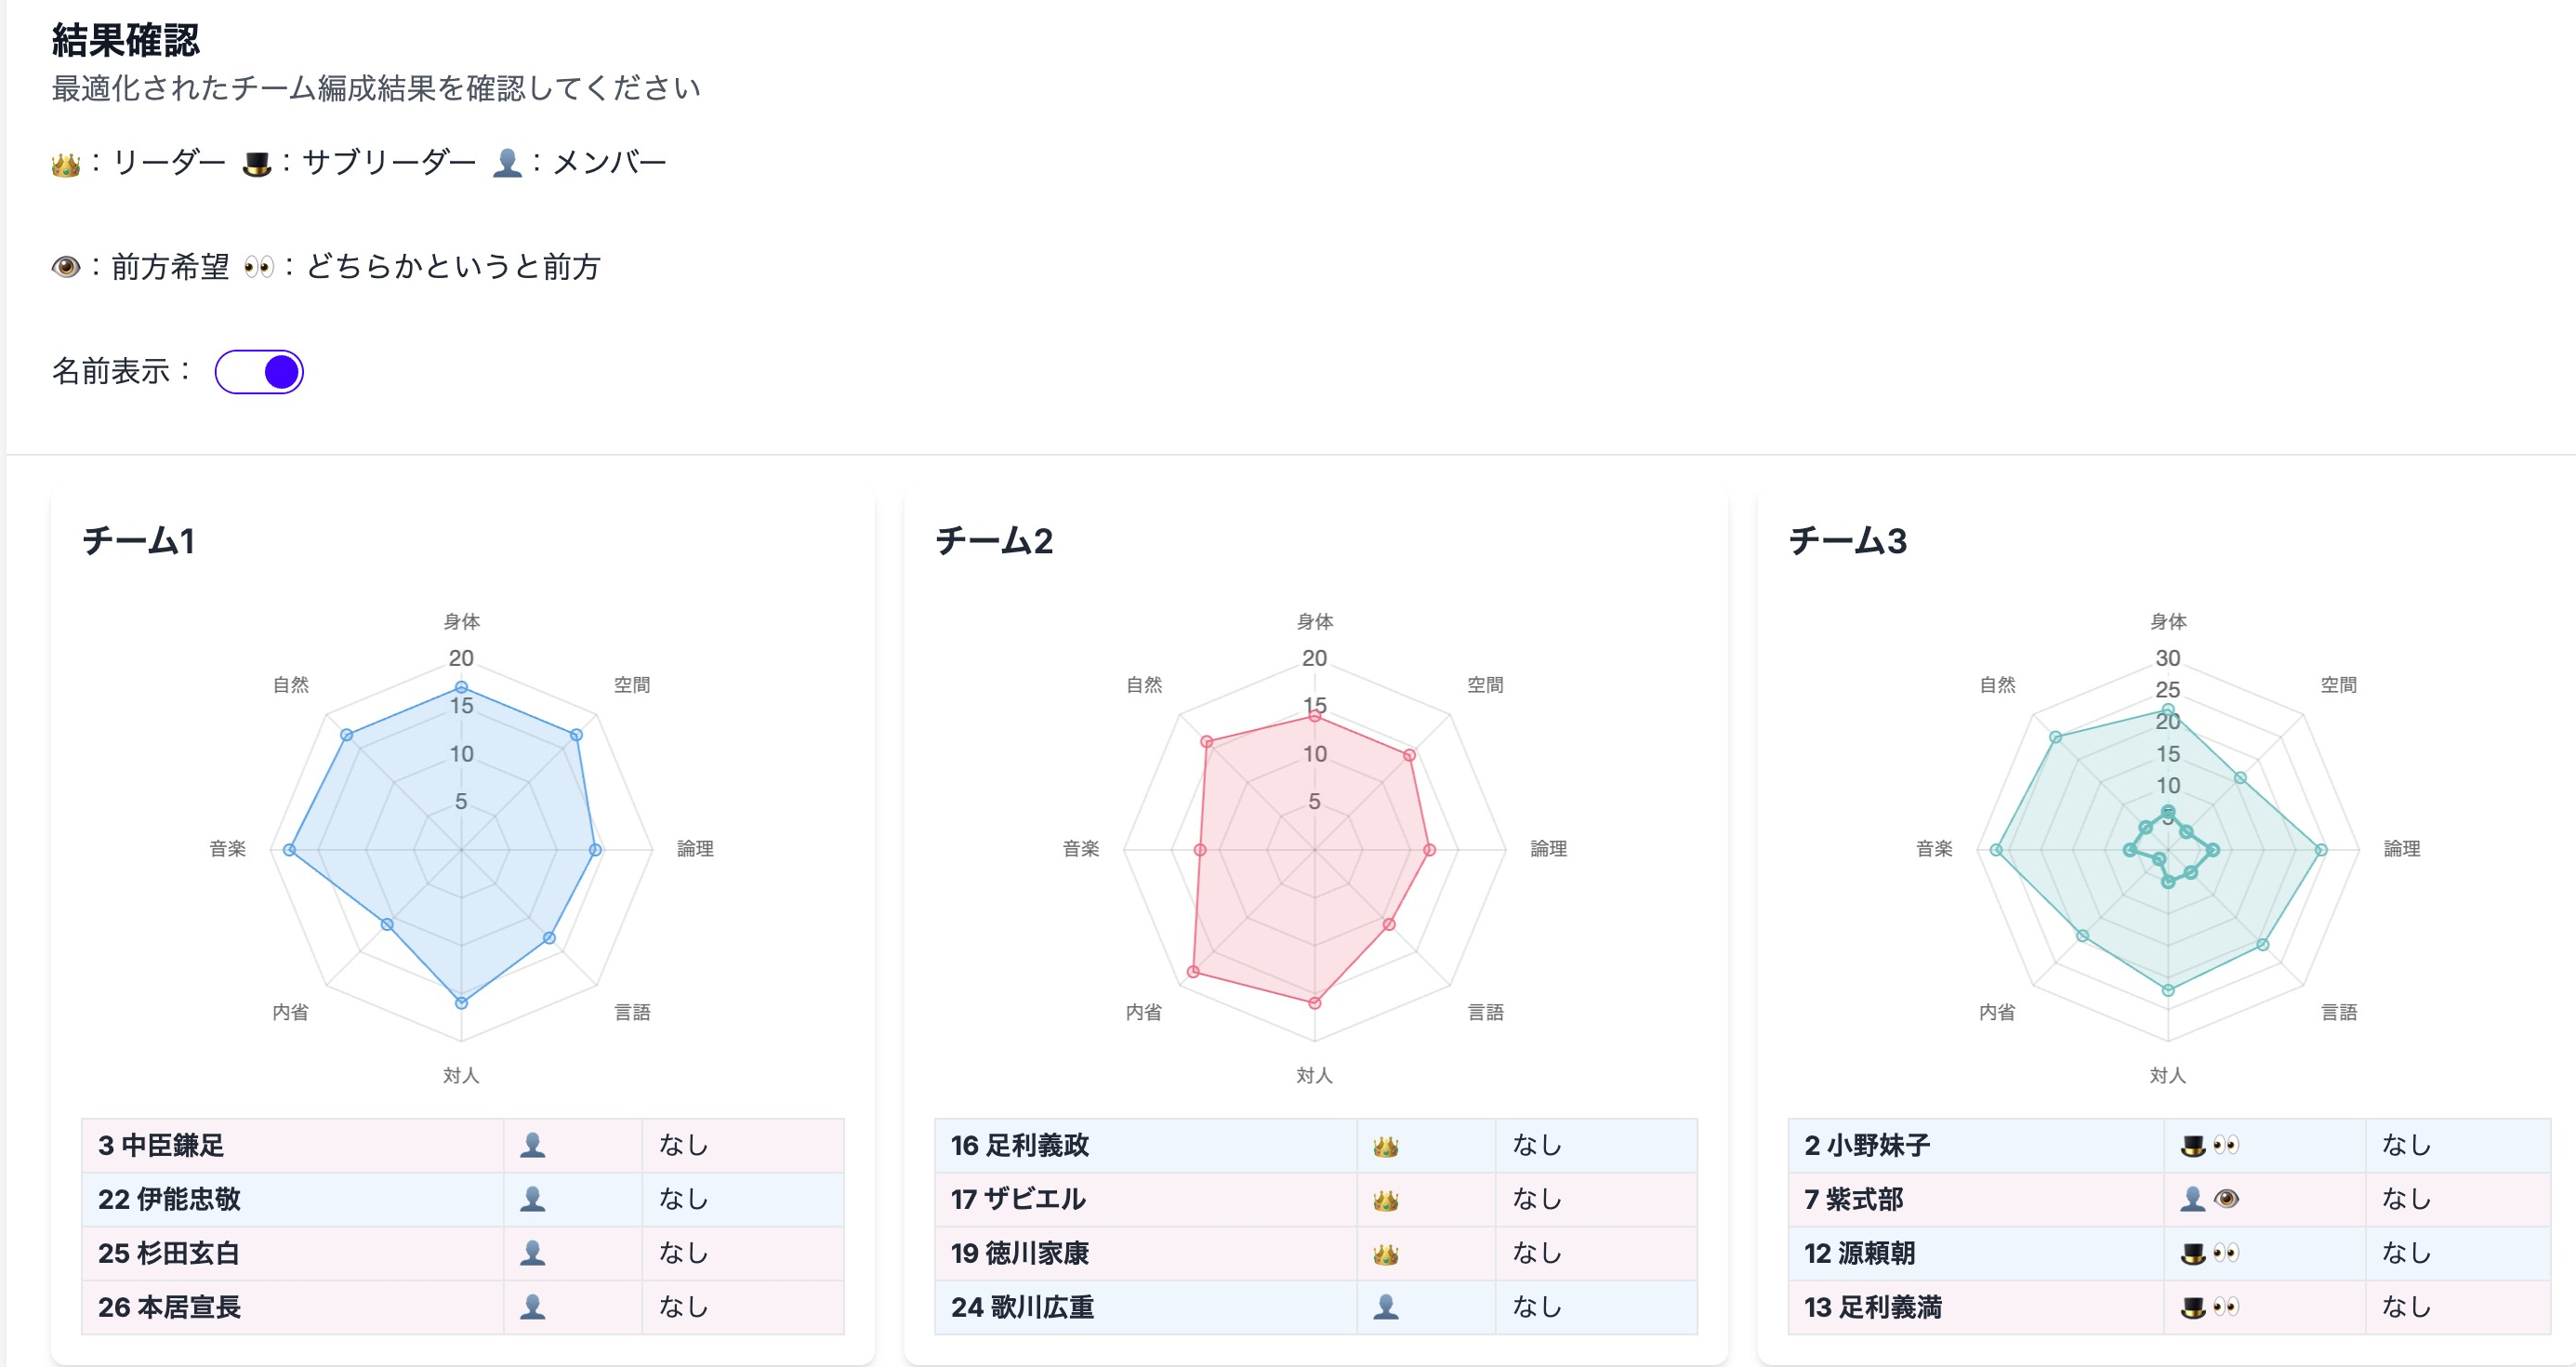 結果確認
最適化されたチーム編成結果を確認してください
👑：リーダー 🎩：サブリーダー 👤：メンバー
👁️：前方希望 👀：どちらかというと前方
名前表示：
チーム1
身体
空間
論理
言語
対人
内省
音楽
自然
20
15
10
5
3 中臣鎌足 👤 なし
22 伊能忠敬 👤 なし
25 杉田玄白 👤 なし
26 本居宣長 👤 なし
チーム2
身体
空間
論理
言語
対人
内省
音楽
自然
20
15
10
5
16 足利義政 👑 なし
17 ザビエル 👑 なし
19 徳川家康 👑 なし
24 歌川広重 👤 なし
チーム3
身体
空間
論理
言語
対人
内省
音楽
自然
30
25
20
15
10
5
2 小野妹子 🎩👀 なし
7 紫式部 👤👁️ なし
12 源頼朝 🎩👀 なし
13 足利義満 🎩👀 なし